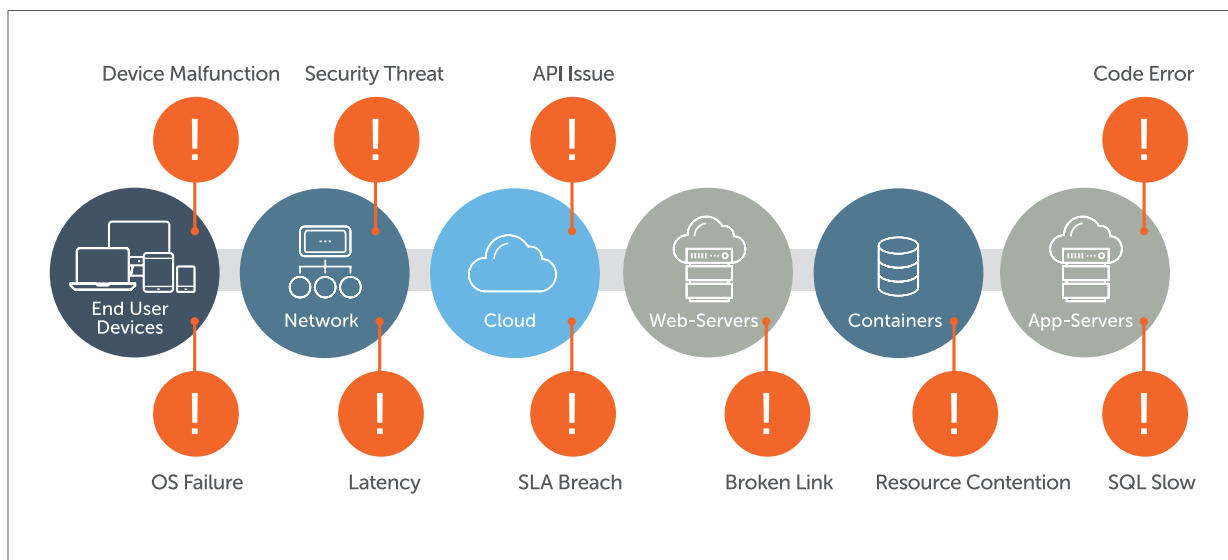 Device Malfunction
Security Threat
API Issue
Code Error
!
!
!
!
End User
Devices
Network
Cloud
Web-Servers
Containers
App-Servers
!
!
!
!
!
!
OS Failure
Latency
SLA Breach
Broken Link
Resource Contention
SQL Slow